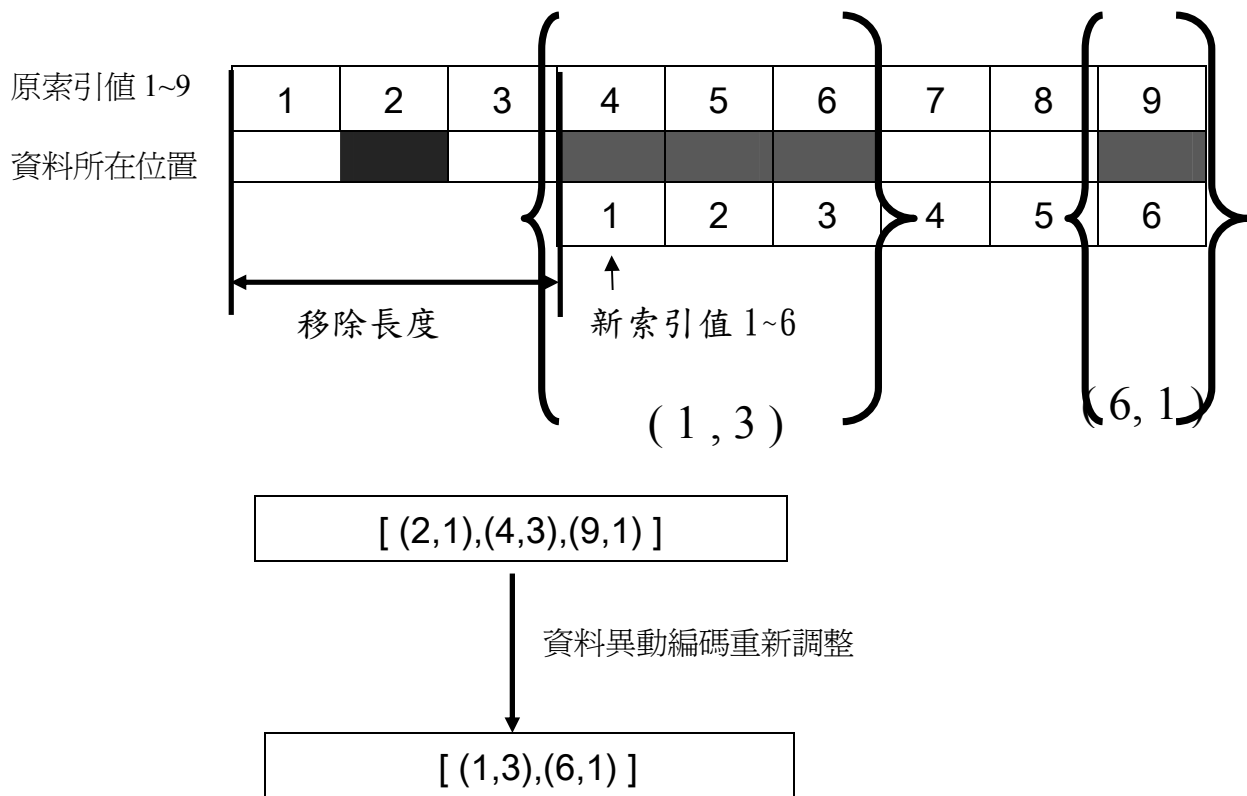 原索引值 1~9
1 2 3 4 5 6 7 8 9
資料所在位置
1 2 3 4 5 6
移除長度
新索引值 1~6
( 1 , 3 )
( 6, 1 )
[ (2,1),(4,3),(9,1) ]
資料異動編碼重新調整
[ (1,3),(6,1) ]